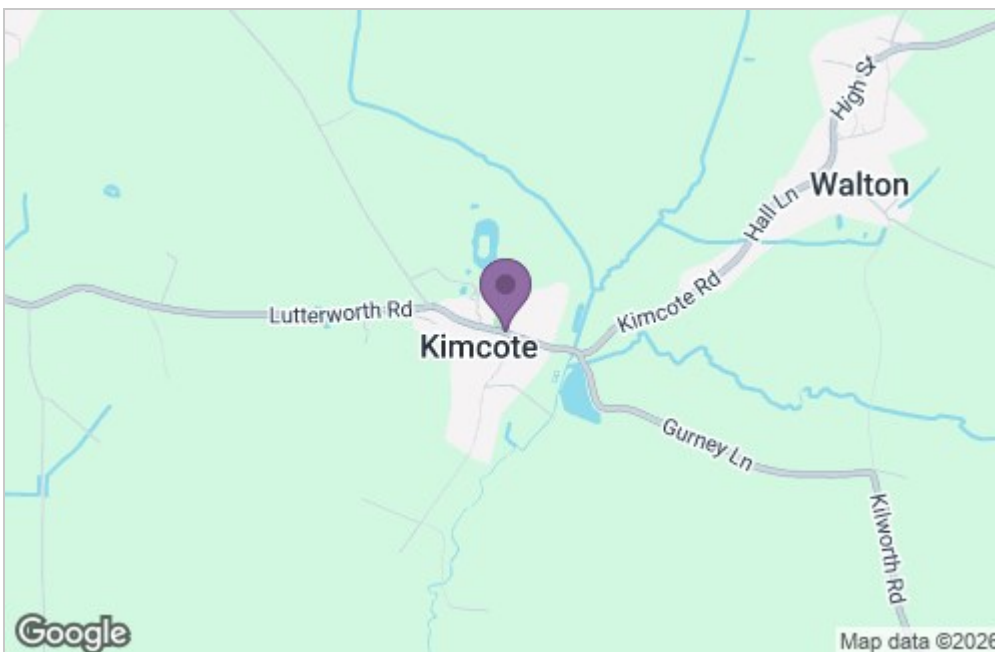 High St
Walton
Hall Ln
Kimcote Rd
Lutterworth Rd
Kimcote
Gurney Ln
Kilworth Rd
Google
Map data ©2026